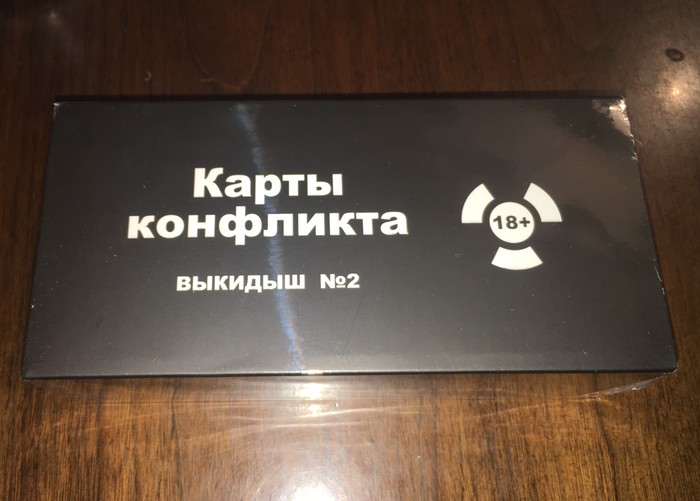 Карты
конфликта
выкидыш №2
18+